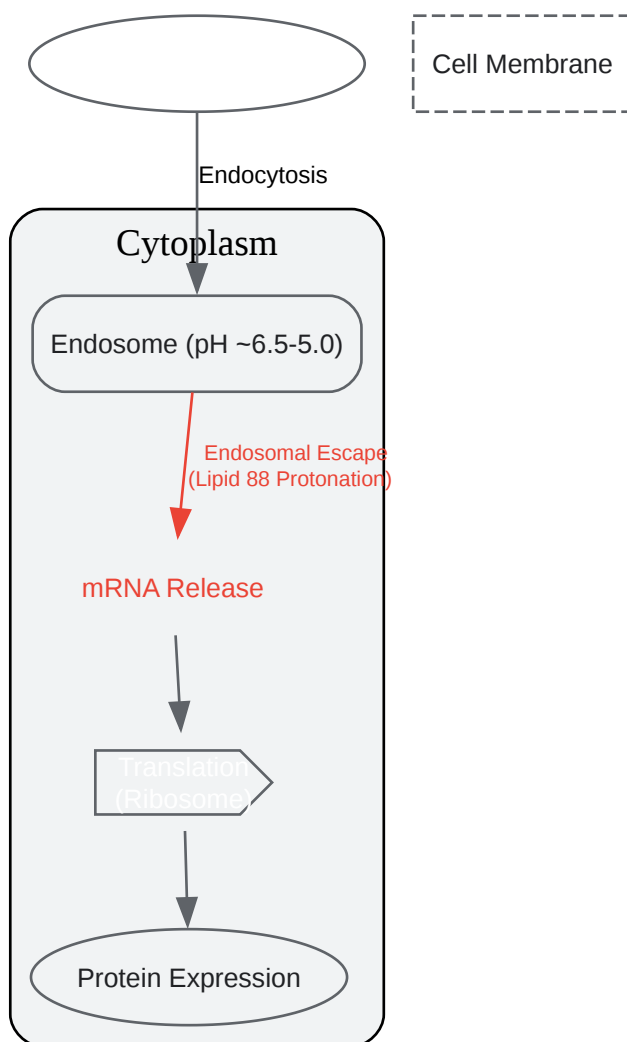 Cell Membrane
Endocytosis
Cytoplasm
Endosome (pH ~6.5-5.0)
Endosomal Escape
(Lipid 88 Protonation)
mRNA Release
Translation
(Ribosome)
Protein Expression